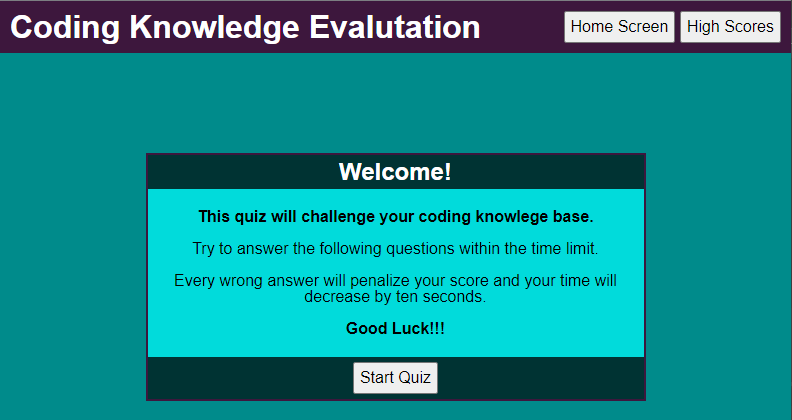 Coding Knowledge Evalutation
Home Screen
High Scores
Welcome!
This quiz will challenge your coding knowlege base.
Try to answer the following questions within the time limit.
Every wrong answer will penalize your score and your time will
decrease by ten seconds.
Good Luck!!!
Start Quiz